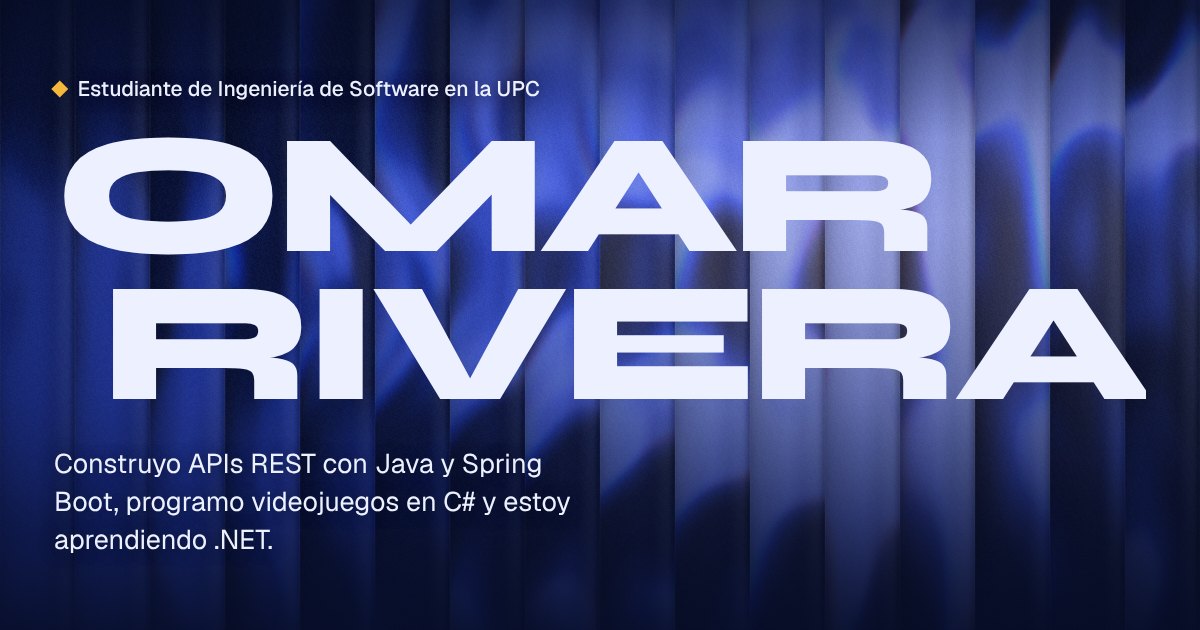 Estudiante de Ingeniería de Software en la UPC
OMAR
RIVERA
Construyo APIs REST con Java y Spring
Boot, programo videojuegos en C# y estoy
aprendiendo .NET.